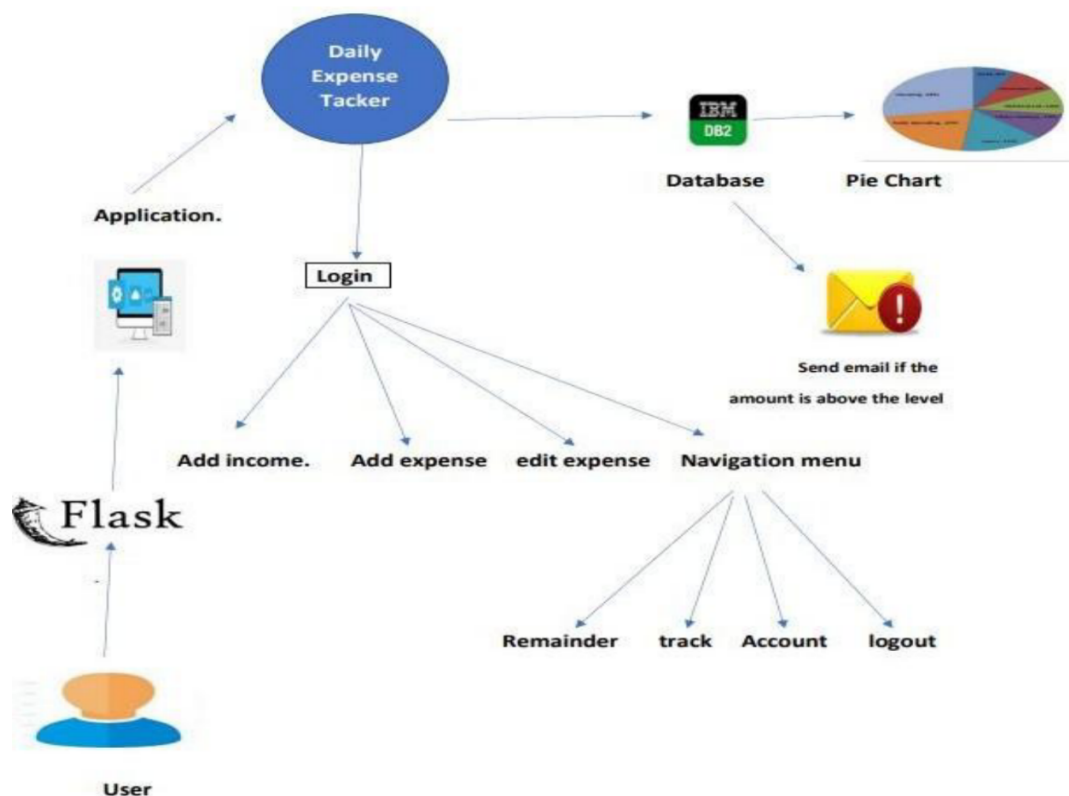 Daily
Expense
Tacker
IBM
DB2
Database
Pie Chart
Application.
Login
Send email if the
amount is above the level
Add income.
Add expense
edit expense
Navigation menu
Flask
Remainder
track
Account
logout
User